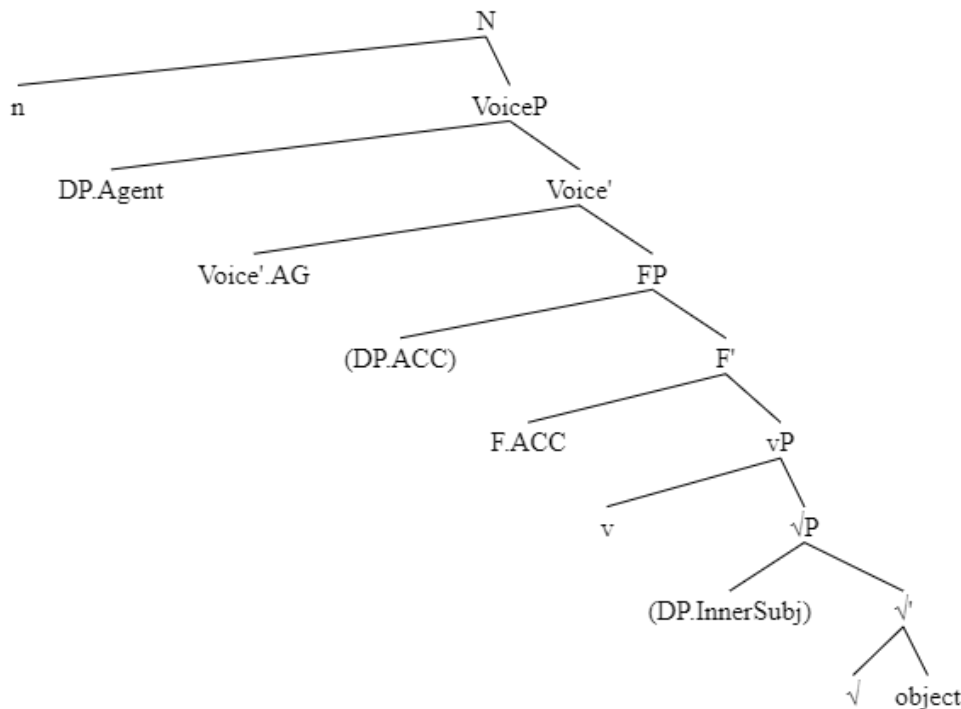 N
n VoiceP
DP.Agent Voice'
Voice'.AG FP
(DP.ACC) F'
F.ACC vP
v √P
(DP.InnerSubj) √'
√ object